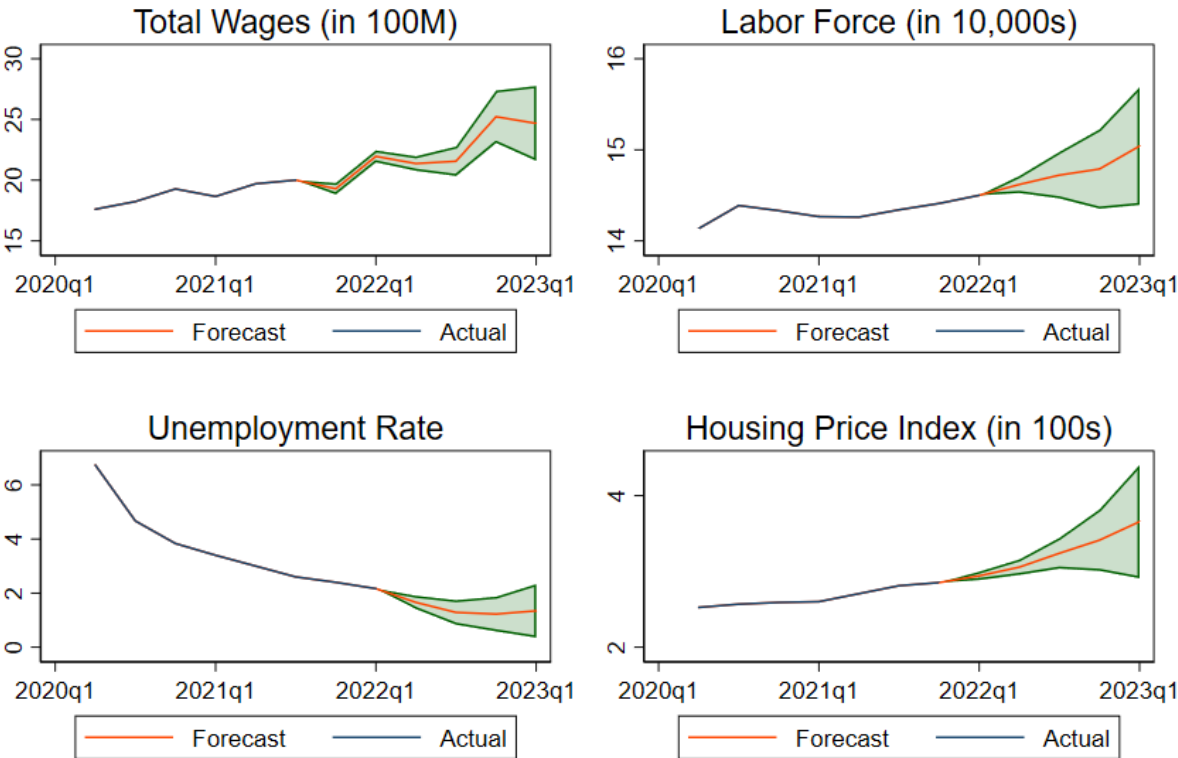 Total Wages (in 100M)
30
25
20
15
2020q1 2021q1 2022q1 2023q1
Forecast Actual
Labor Force (in 10,000s)
16
15
14
2020q1 2021q1 2022q1 2023q1
Forecast Actual
Unemployment Rate
6
4
2
0
2020q1 2021q1 2022q1 2023q1
Forecast Actual
Housing Price Index (in 100s)
4
2
2020q1 2021q1 2022q1 2023q1
Forecast Actual